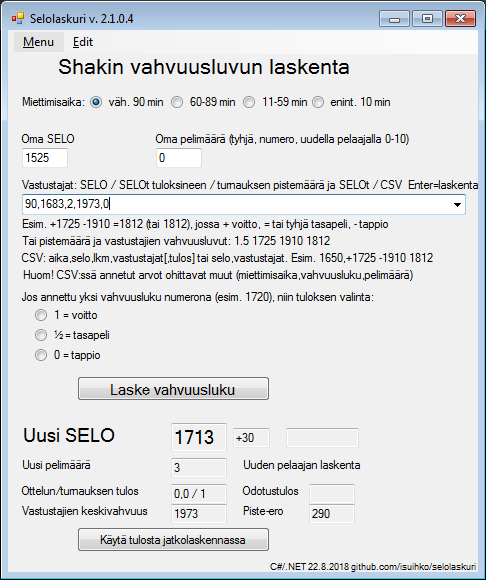 Selolaskuri v. 2.1.0.4
Menu Edit
Shakin vahvuusluvun laskenta
Miettimisaika: väh. 90 min 60-89 min 11-59 min enint. 10 min
Oma SELO Oma pelimäärä (tyhjä, numero, uudella pelaajalla 0-10)
1525 0
Vastustajat: SELO / SELOt tuloksineen / turnauksen pistemäärä ja SELOt / CSV Enter=laskenta
90,1683,2,1973,0
Esim. +1725 -1910 =1812 (tai 1812), jossa + voitto, = tai tyhjä tasapeli, - tappio
Tai pistemäärä ja vastustajien vahvuusluvut: 1.5 1725 1910 1812
CSV: aika,selo,lkm,vastustajat[,tulos] tai selo,vastustajat. Esim. 1650,+1725 -1910 1812
Huom! CSV:ssä annetut arvot ohittavat muut (miettimisaika,vahvuusluku,pelimäärä)
Jos annettu yksi vahvuusluku numerona (esim. 1720), niin tuloksen valinta:
1 = voitto
½ = tasapeli
0 = tappio
Laske vahvuusluku
Uusi SELO 1713 +30
Uusi pelimäärä 3 Uuden pelaajan laskenta
Ottelun/turnauksen tulos 0,0 / 1 Odotustulos
Vastustajien keskivahvuus 1973 Piste-ero 290
Käytä tulosta jatkolaskennassa
C#/.NET 22.8.2018 github.com/isuihko/selolaskuri